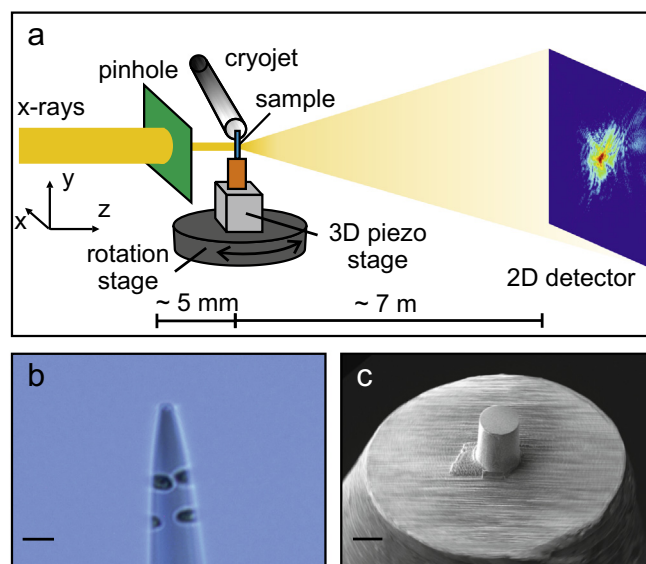 a
cryojet
pinhole
sample
x-rays
y
x
z
rotation
stage
3D piezo
stage
2D detector
~ 5 mm
~ 7 m
b
c